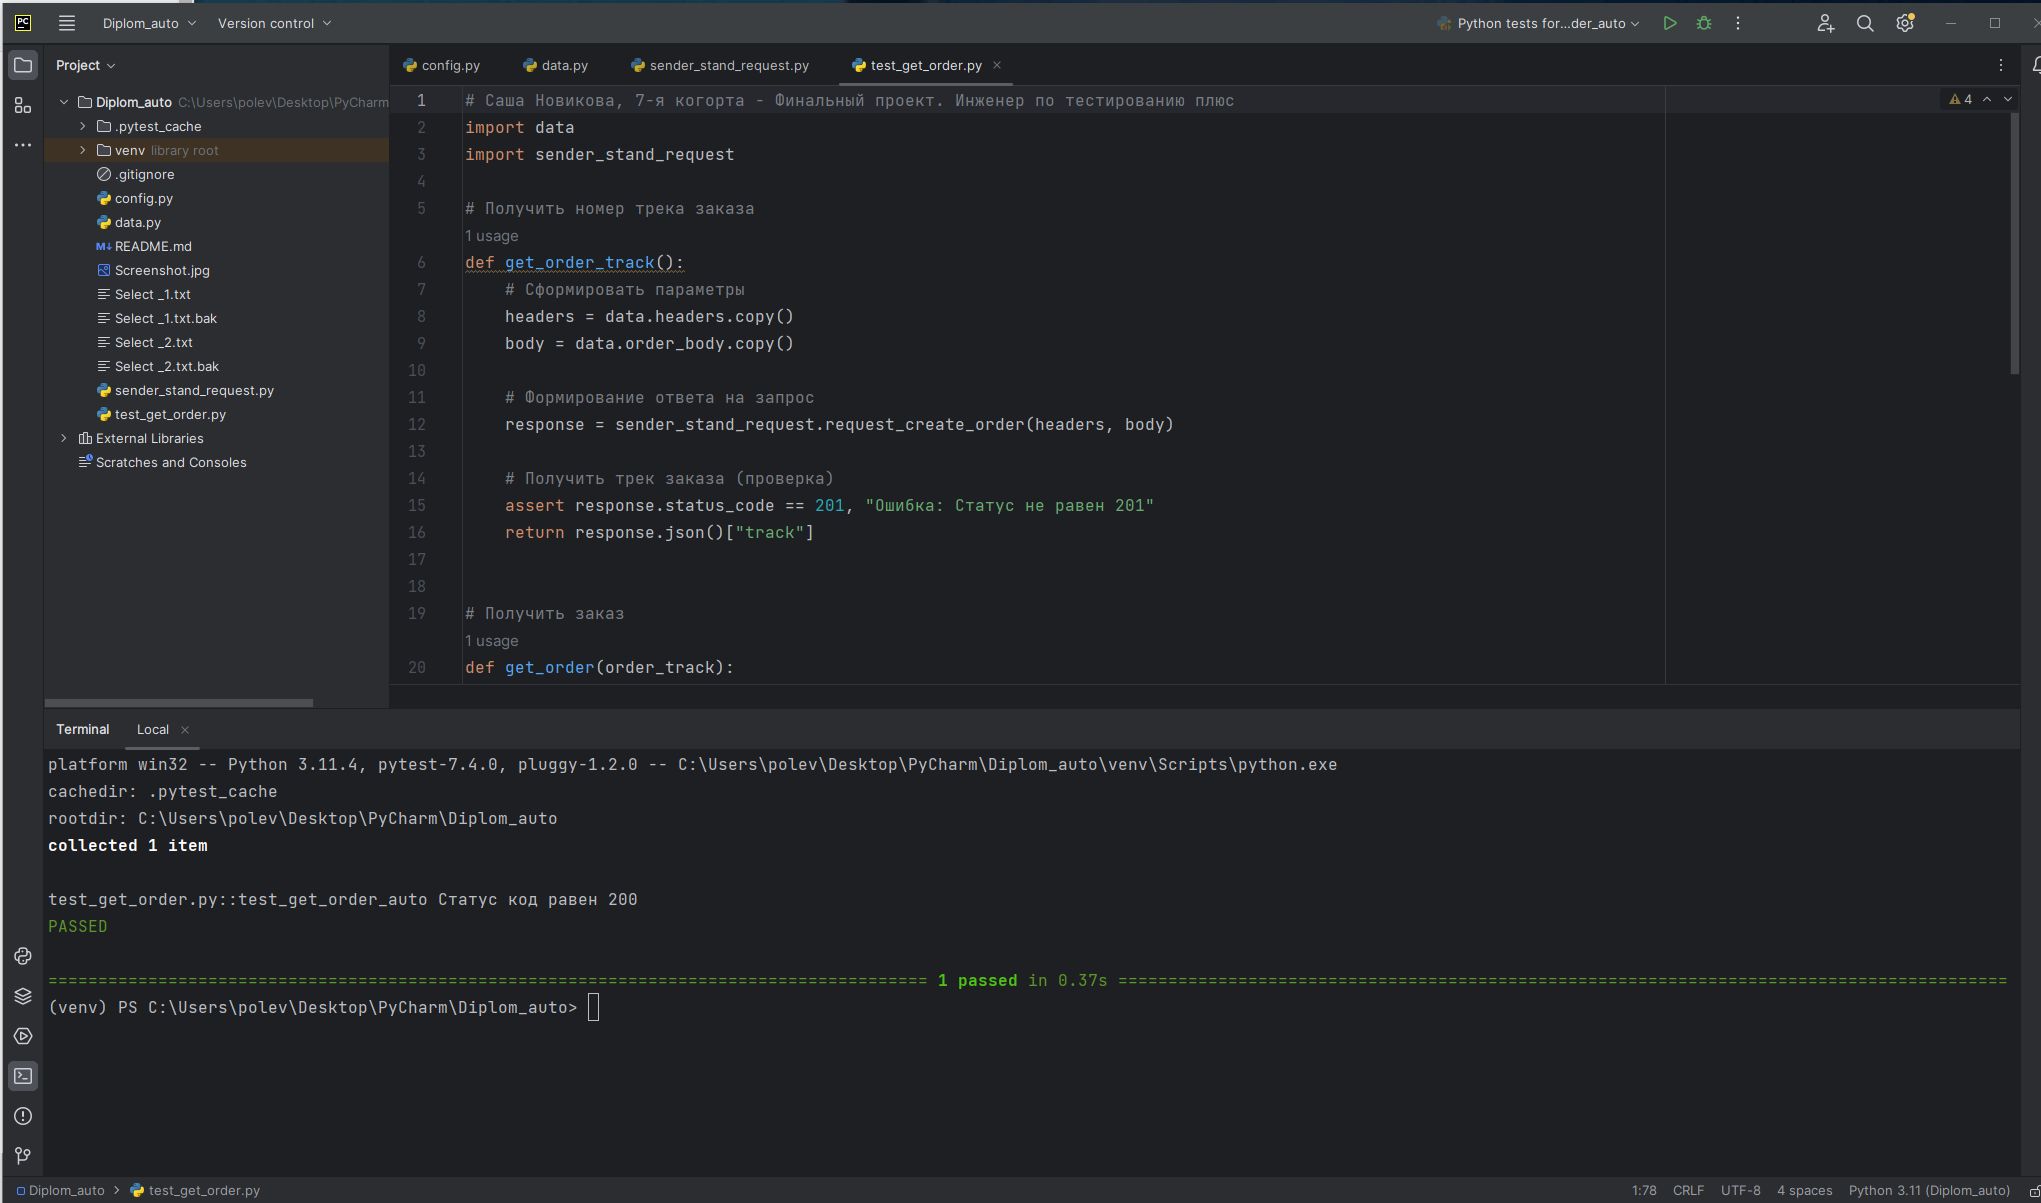 PC Diplom_auto Version control Python tests for...der_auto
Project
config.py data.py sender_stand_request.py test_get_order.py
Diplom_auto C:\Users\polev\Desktop\PyCharm
.pytest_cache
venv library root
.gitignore
config.py
data.py
M↓ README.md
Screenshot.jpg
Select _1.txt
Select _1.txt.bak
Select _2.txt
Select _2.txt.bak
sender_stand_request.py
test_get_order.py
External Libraries
Scratches and Consoles
4
1 # Саша Новикова, 7-я когорта - Финальный проект. Инженер по тестированию плюс
2 import data
3 import sender_stand_request
4
5 # Получить номер трека заказа
1 usage
6 def get_order_track():
7 # Сформировать параметры
8 headers = data.headers.copy()
9 body = data.order_body.copy()
10
11 # Формирование ответа на запрос
12 response = sender_stand_request.request_create_order(headers, body)
13
14 # Получить трек заказа (проверка)
15 assert response.status_code == 201, "Ошибка: Статус не равен 201"
16 return response.json()["track"]
17
18
19 # Получить заказ
1 usage
20 def get_order(order_track):
Terminal Local
platform win32 -- Python 3.11.4, pytest-7.4.0, pluggy-1.2.0 -- C:\Users\polev\Desktop\PyCharm\Diplom_auto\venv\Scripts\python.exe
cachedir: .pytest_cache
rootdir: C:\Users\polev\Desktop\PyCharm\Diplom_auto
collected 1 item
test_get_order.py::test_get_order_auto Статус код равен 200
PASSED
======================================================================================== 1 passed in 0.37s =========================================================================================
(venv) PS C:\Users\polev\Desktop\PyCharm\Diplom_auto>
Diplom_auto > test_get_order.py 1:78 CRLF UTF-8 4 spaces Python 3.11 (Diplom_auto)